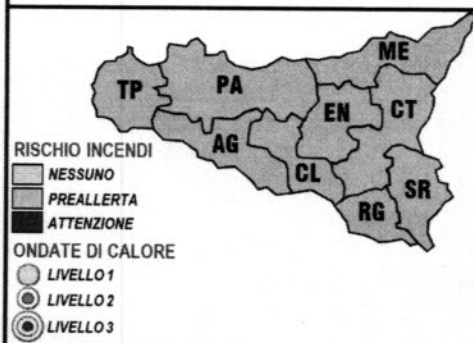 ME
TP
PA
EN
CT
AG
CL
SR
RG
RISCHIO INCENDI
NESSUNO
PREALLERTA
ATTENZIONE
ONDATE DI CALORE
LIVELLO 1
LIVELLO 2
LIVELLO 3